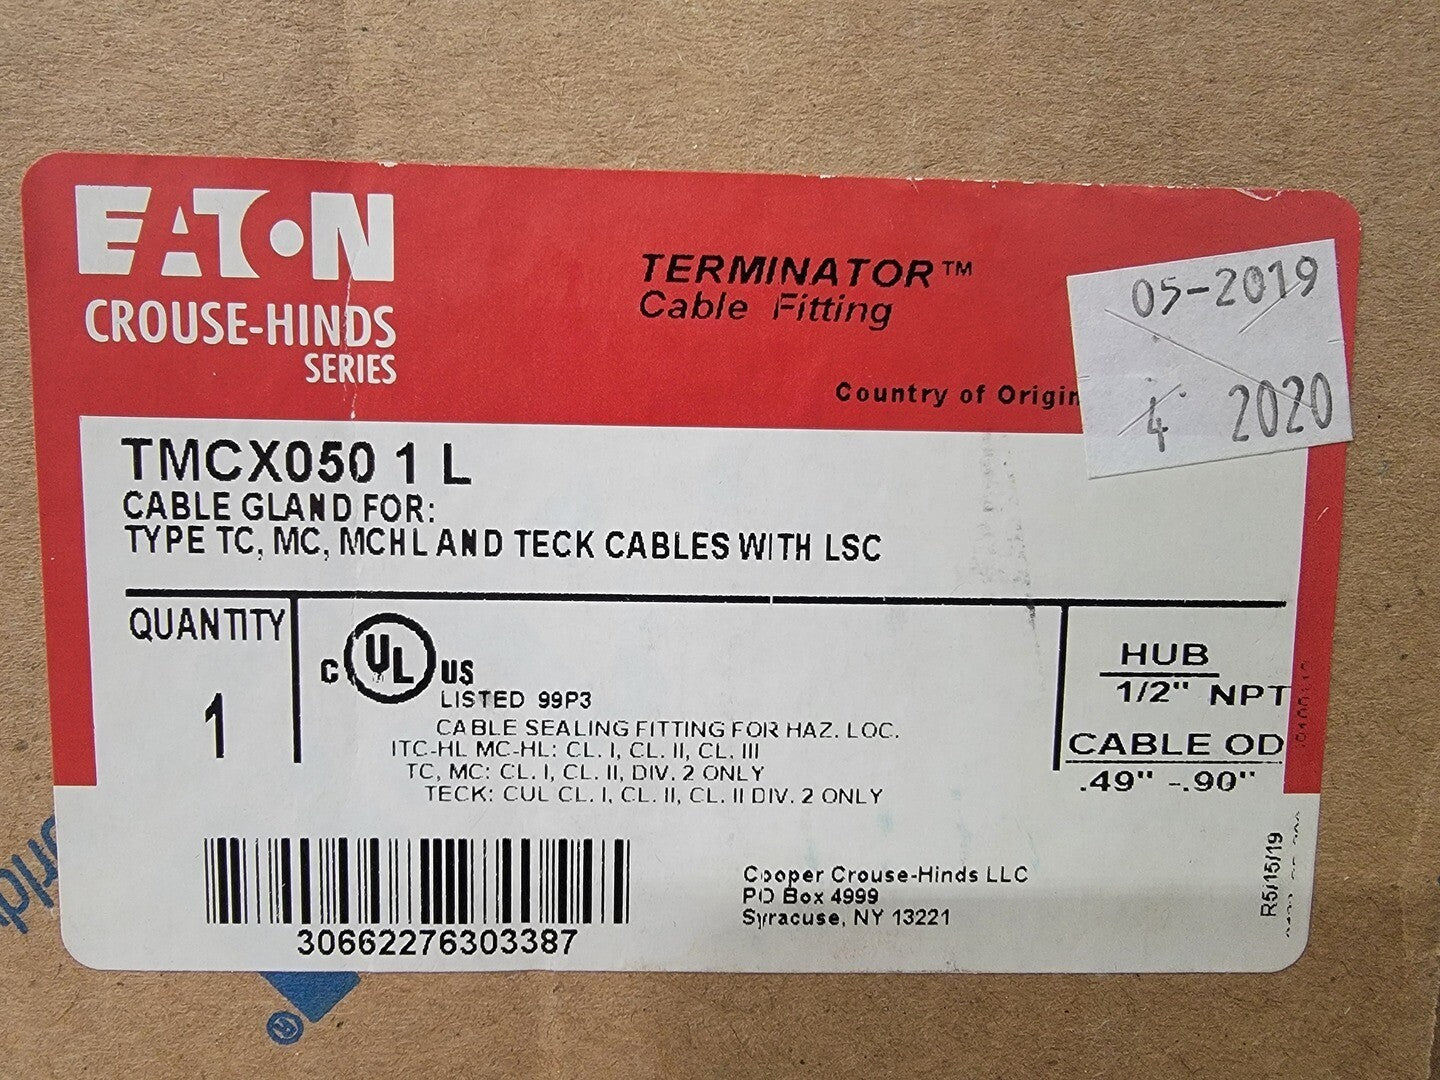 EATON
CROUSE-HINDS
SERIES
TERMINATOR™
Cable Fitting
Country of Origin
05-2019
4 2020
TMCX050 1 L
CABLE GLAND FOR:
TYPE TC, MC, MCHL AND TECK CABLES WITH LSC
QUANTITY
1
C UL US
LISTED 99P3
CABLE SEALING FITTING FOR HAZ. LOC.
ITC-HL MC-HL: CL. I, CL. II, CL. III
TC, MC: CL. I, CL. II, DIV. 2 ONLY
TECK: CUL CL. I, CL. II, CL. II DIV. 2 ONLY
HUB
1/2" NPT
CABLE OD
.49" -.90"
30662276303387
Cooper Crouse-Hinds LLC
PO Box 4999
Syracuse, NY 13221
R5/15/19
®